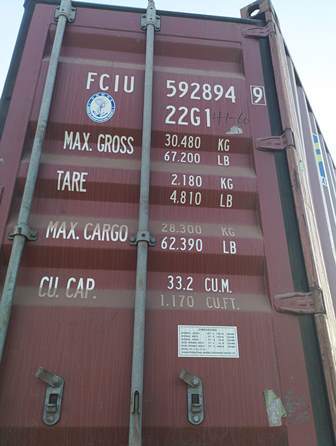 FCIU 592894 9
22G1
MAX. GROSS 30.480 KG
67.200 LB
TARE 2.180 KG
4.810 LB
MAX. CARGO 28.300 KG
62.390 LB
CU. CAP. 33.2 CU.M.
1.170 CU.FT.